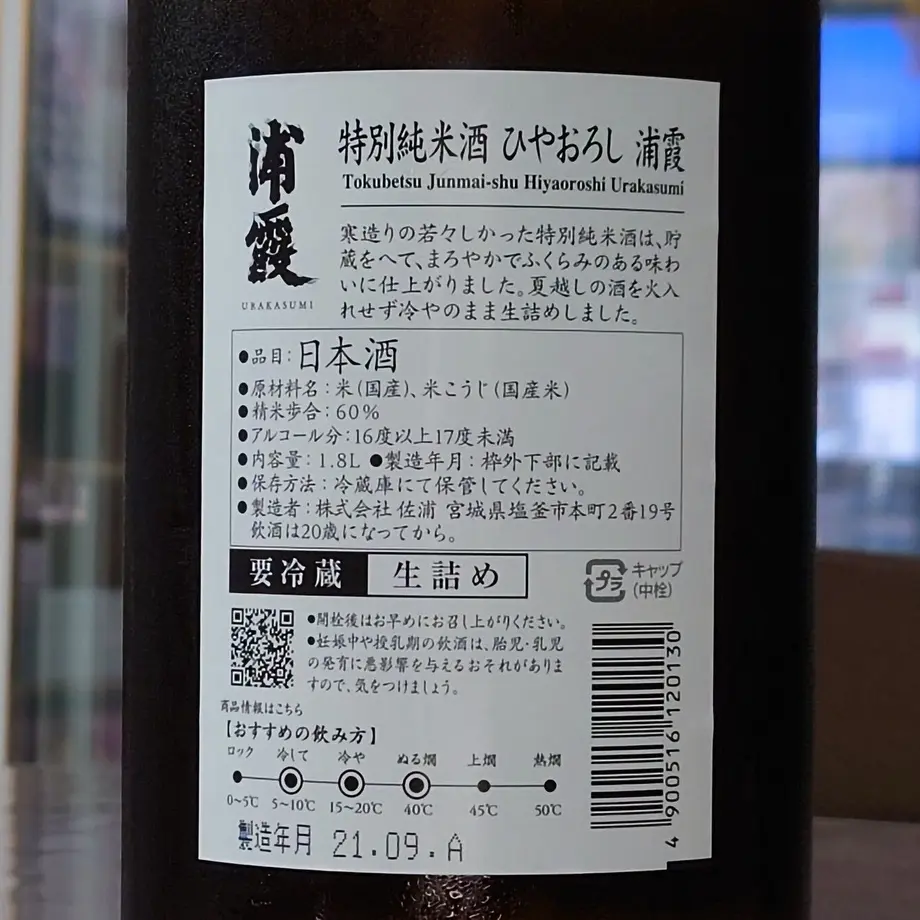 浦霞
URAKASUMI
特別純米酒 ひやおろし 浦霞
Tokubetsu Junmai-shu Hiyaoroshi Urakasumi
寒造りの若々しかった特別純米酒は、貯
蔵をへて、まろやかでふくらみのある味わ
いに仕上がりました。夏越しの酒を火入
れせず冷やのまま生詰めしました。
●品目：日本酒
●原材料名：米（国産）、米こうじ（国産米）
●精米歩合：60％
●アルコール分：16度以上17度未満
●内容量：1.8L ●製造年月：枠外下部に記載
●保存方法：冷蔵庫にて保管してください。
●製造者：株式会社 佐浦 宮城県塩釜市本町2番19号
飲酒は20歳になってから。
要冷蔵 生詰め
プラ
キャップ
（中栓）
●開栓後はお早めにお召し上がりください。
●妊娠中や授乳期の飲酒は、胎児・乳児
の発育に悪影響を与えるおそれがありま
すので、気をつけましょう。
商品情報はこちら
【おすすめの飲み方】
ロック 冷して 冷や ぬる燗 上燗 熱燗
0〜5℃ 5〜10℃ 15〜20℃ 40℃ 45℃ 50℃
製造年月 21.09.A
4 900516 120130